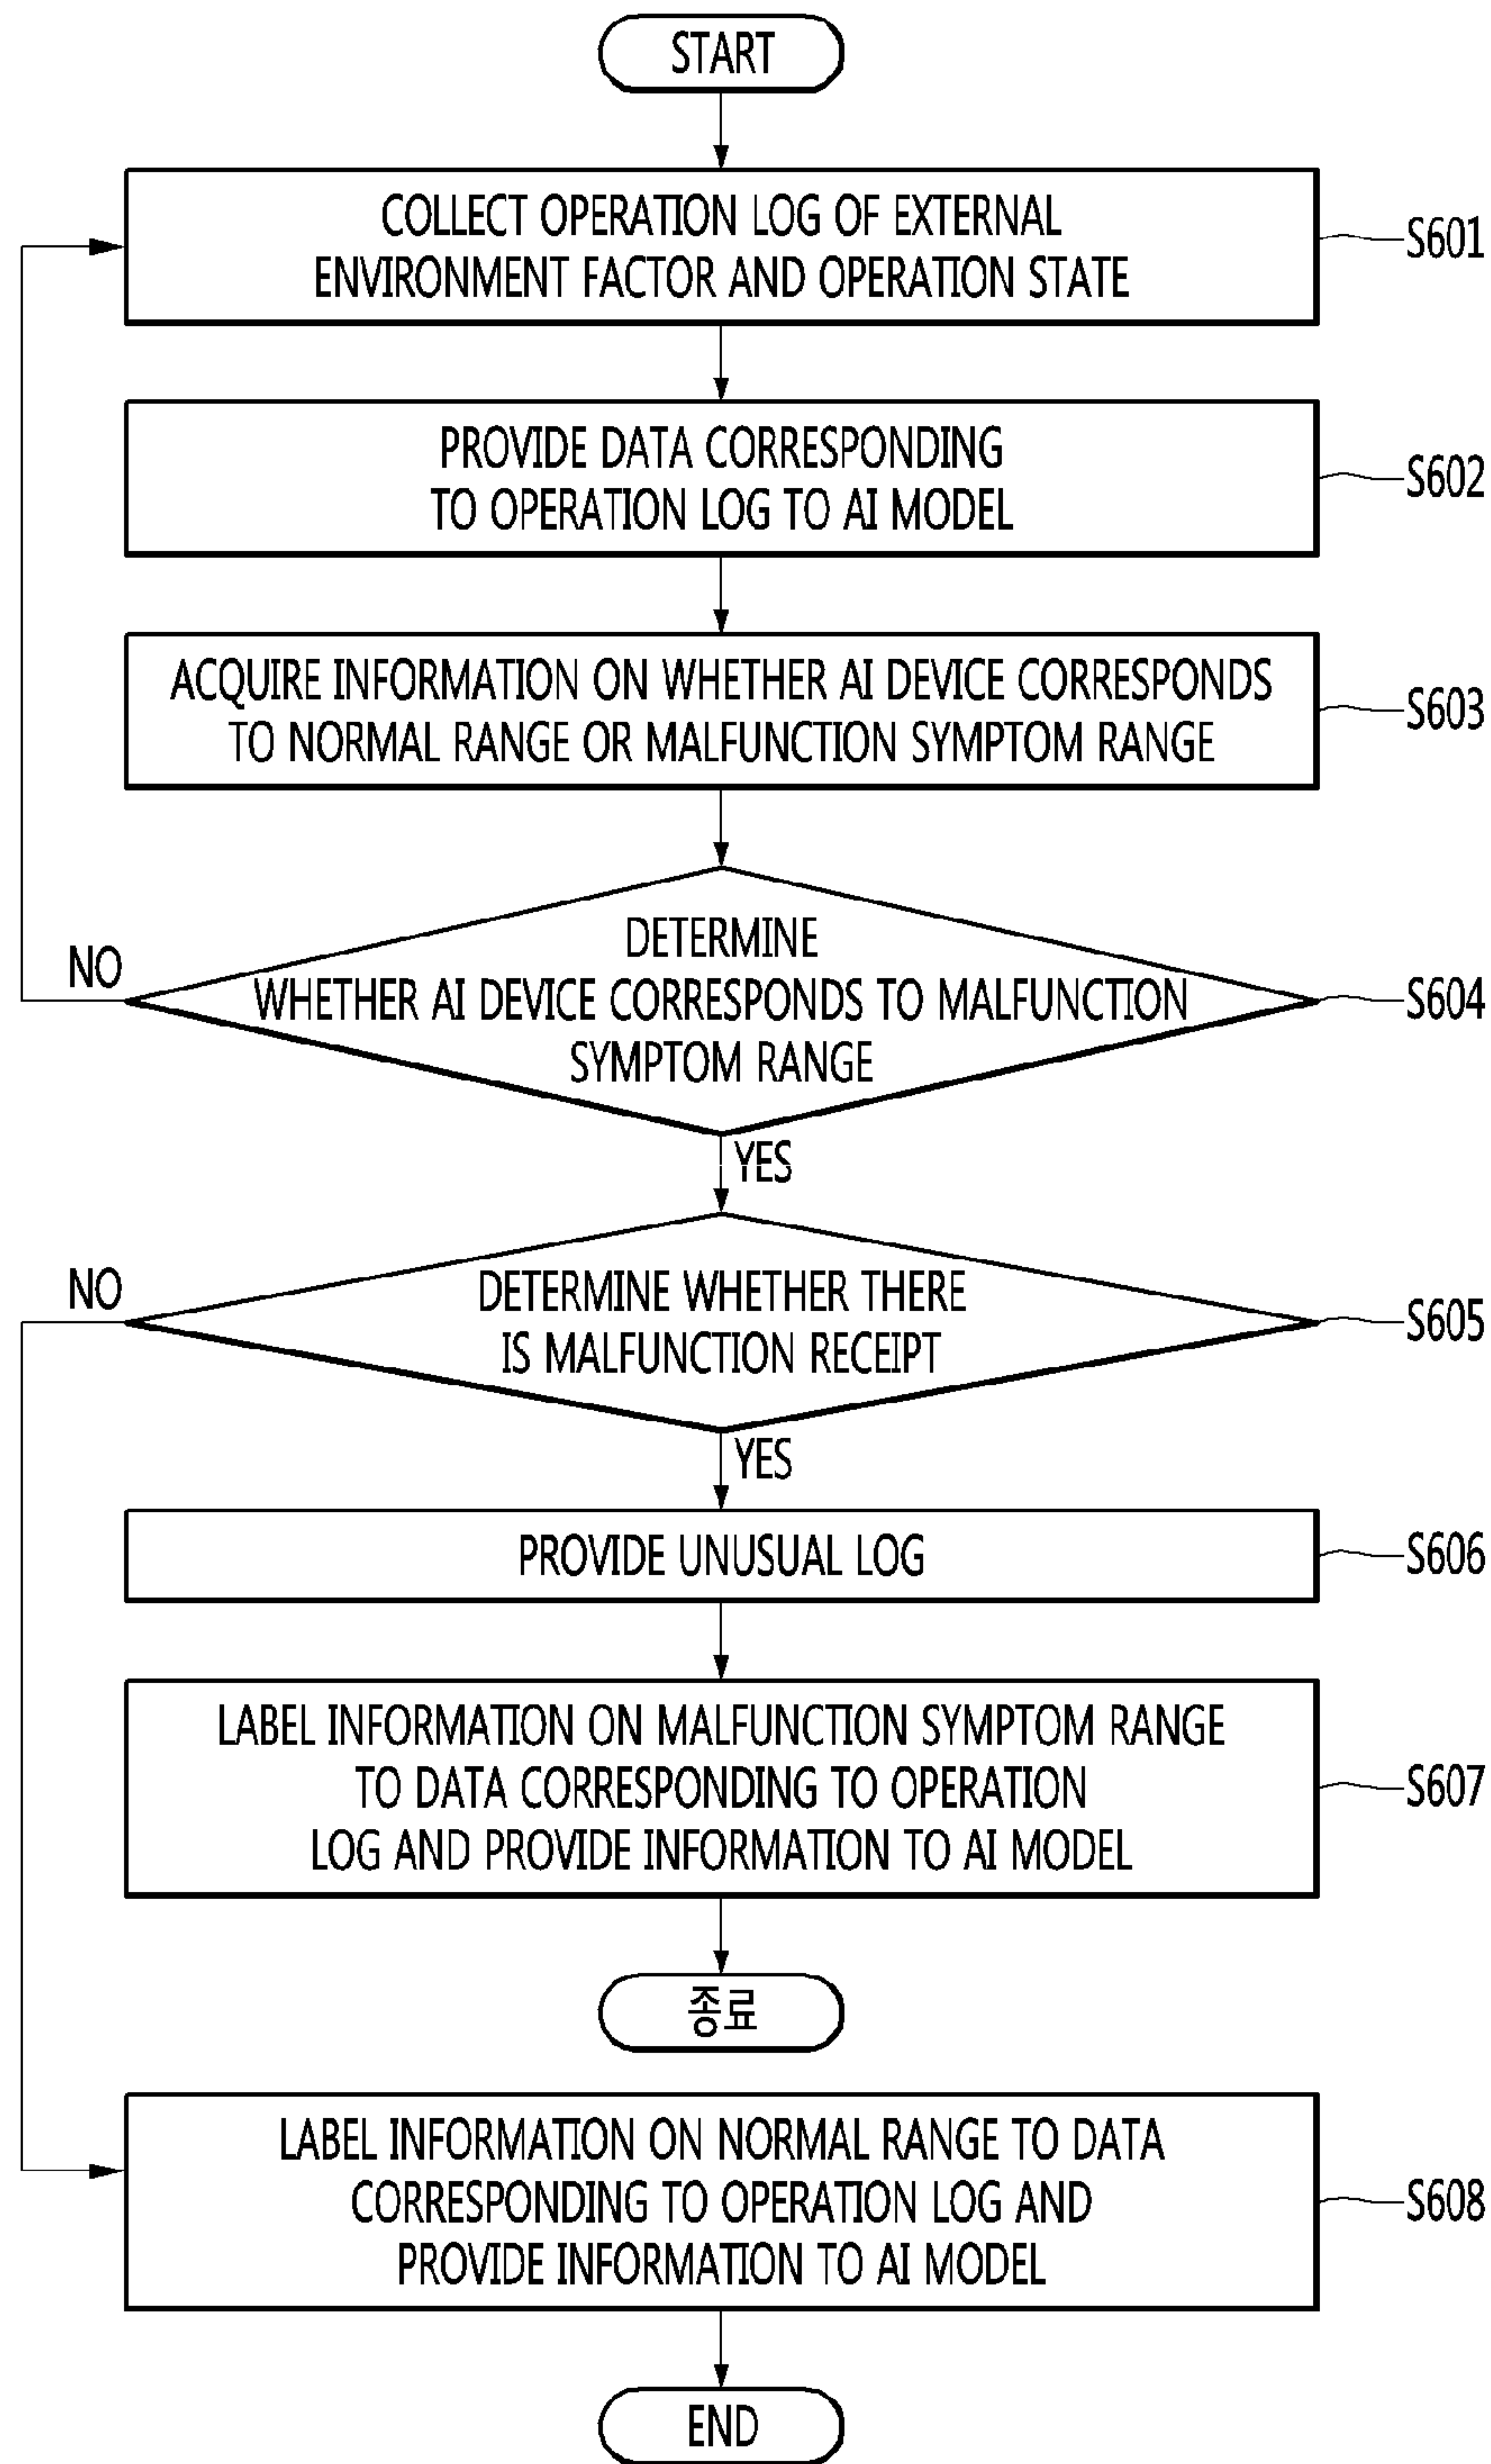 START
COLLECT OPERATION LOG OF EXTERNAL
ENVIRONMENT FACTOR AND OPERATION STATE
S601
PROVIDE DATA CORRESPONDING
TO OPERATION LOG TO AI MODEL
S602
ACQUIRE INFORMATION ON WHETHER AI DEVICE CORRESPONDS
TO NORMAL RANGE OR MALFUNCTION SYMPTOM RANGE
S603
NO
DETERMINE
WHETHER AI DEVICE CORRESPONDS TO MALFUNCTION
SYMPTOM RANGE
S604
YES
NO
DETERMINE WHETHER THERE
IS MALFUNCTION RECEIPT
S605
YES
PROVIDE UNUSUAL LOG
S606
LABEL INFORMATION ON MALFUNCTION SYMPTOM RANGE
TO DATA CORRESPONDING TO OPERATION
LOG AND PROVIDE INFORMATION TO AI MODEL
S607
종료
LABEL INFORMATION ON NORMAL RANGE TO DATA
CORRESPONDING TO OPERATION LOG AND
PROVIDE INFORMATION TO AI MODEL
S608
END